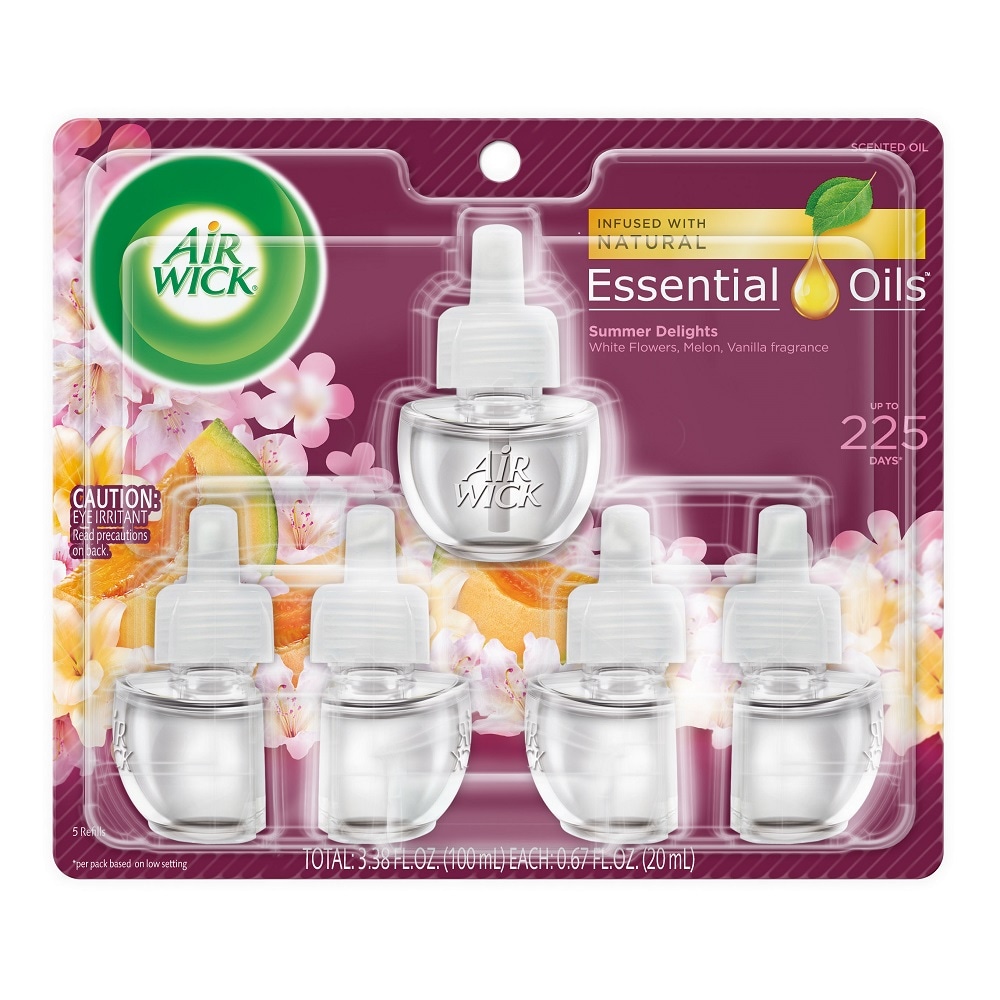 SCENTED OIL
AiR
WICK®
INFUSED WITH
NATURAL
Essential Oils™
Summer Delights
White Flowers, Melon, Vanilla fragrance
UP TO
225
DAYS*
AiR
WICK
CAUTION:
EYE IRRITANT
Read precautions
on back.
5 Refills
*per pack based on low setting
TOTAL: 3.38 FL.OZ. (100 mL) EACH: 0.67 FL.OZ. (20 mL)